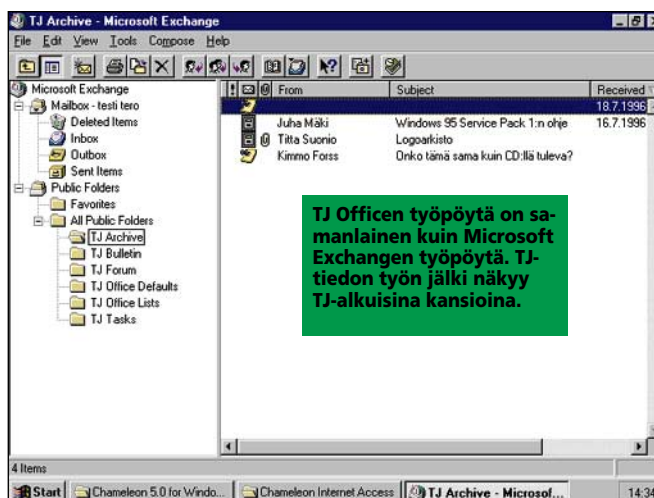 TJ Archive - Microsoft Exchange
File Edit View Tools Compose Help
Microsoft Exchange
Mailbox - testi tero
Deleted Items
Inbox
Outbox
Sent Items
Public Folders
Favorites
All Public Folders
TJ Archive
TJ Bulletin
TJ Forum
TJ Office Defaults
TJ Office Lists
TJ Tasks
! From Subject Received
18.7.1996
Juha Mäki Windows 95 Service Pack 1:n ohje 16.7.1996
Titta Suonio Logoarkisto
Kimmo Forss Onko tämä sama kuin CD:llä tuleva?
TJ Officen työpöytä on sa-
manlainen kuin Microsoft
Exchangen työpöytä. TJ-
tiedon työn jälki näkyy
TJ-alkuisina kansioina.
4 Items
Start Chameleon 5.0 for Windo... Chameleon Internet Access TJ Archive - Microsof... 14:34